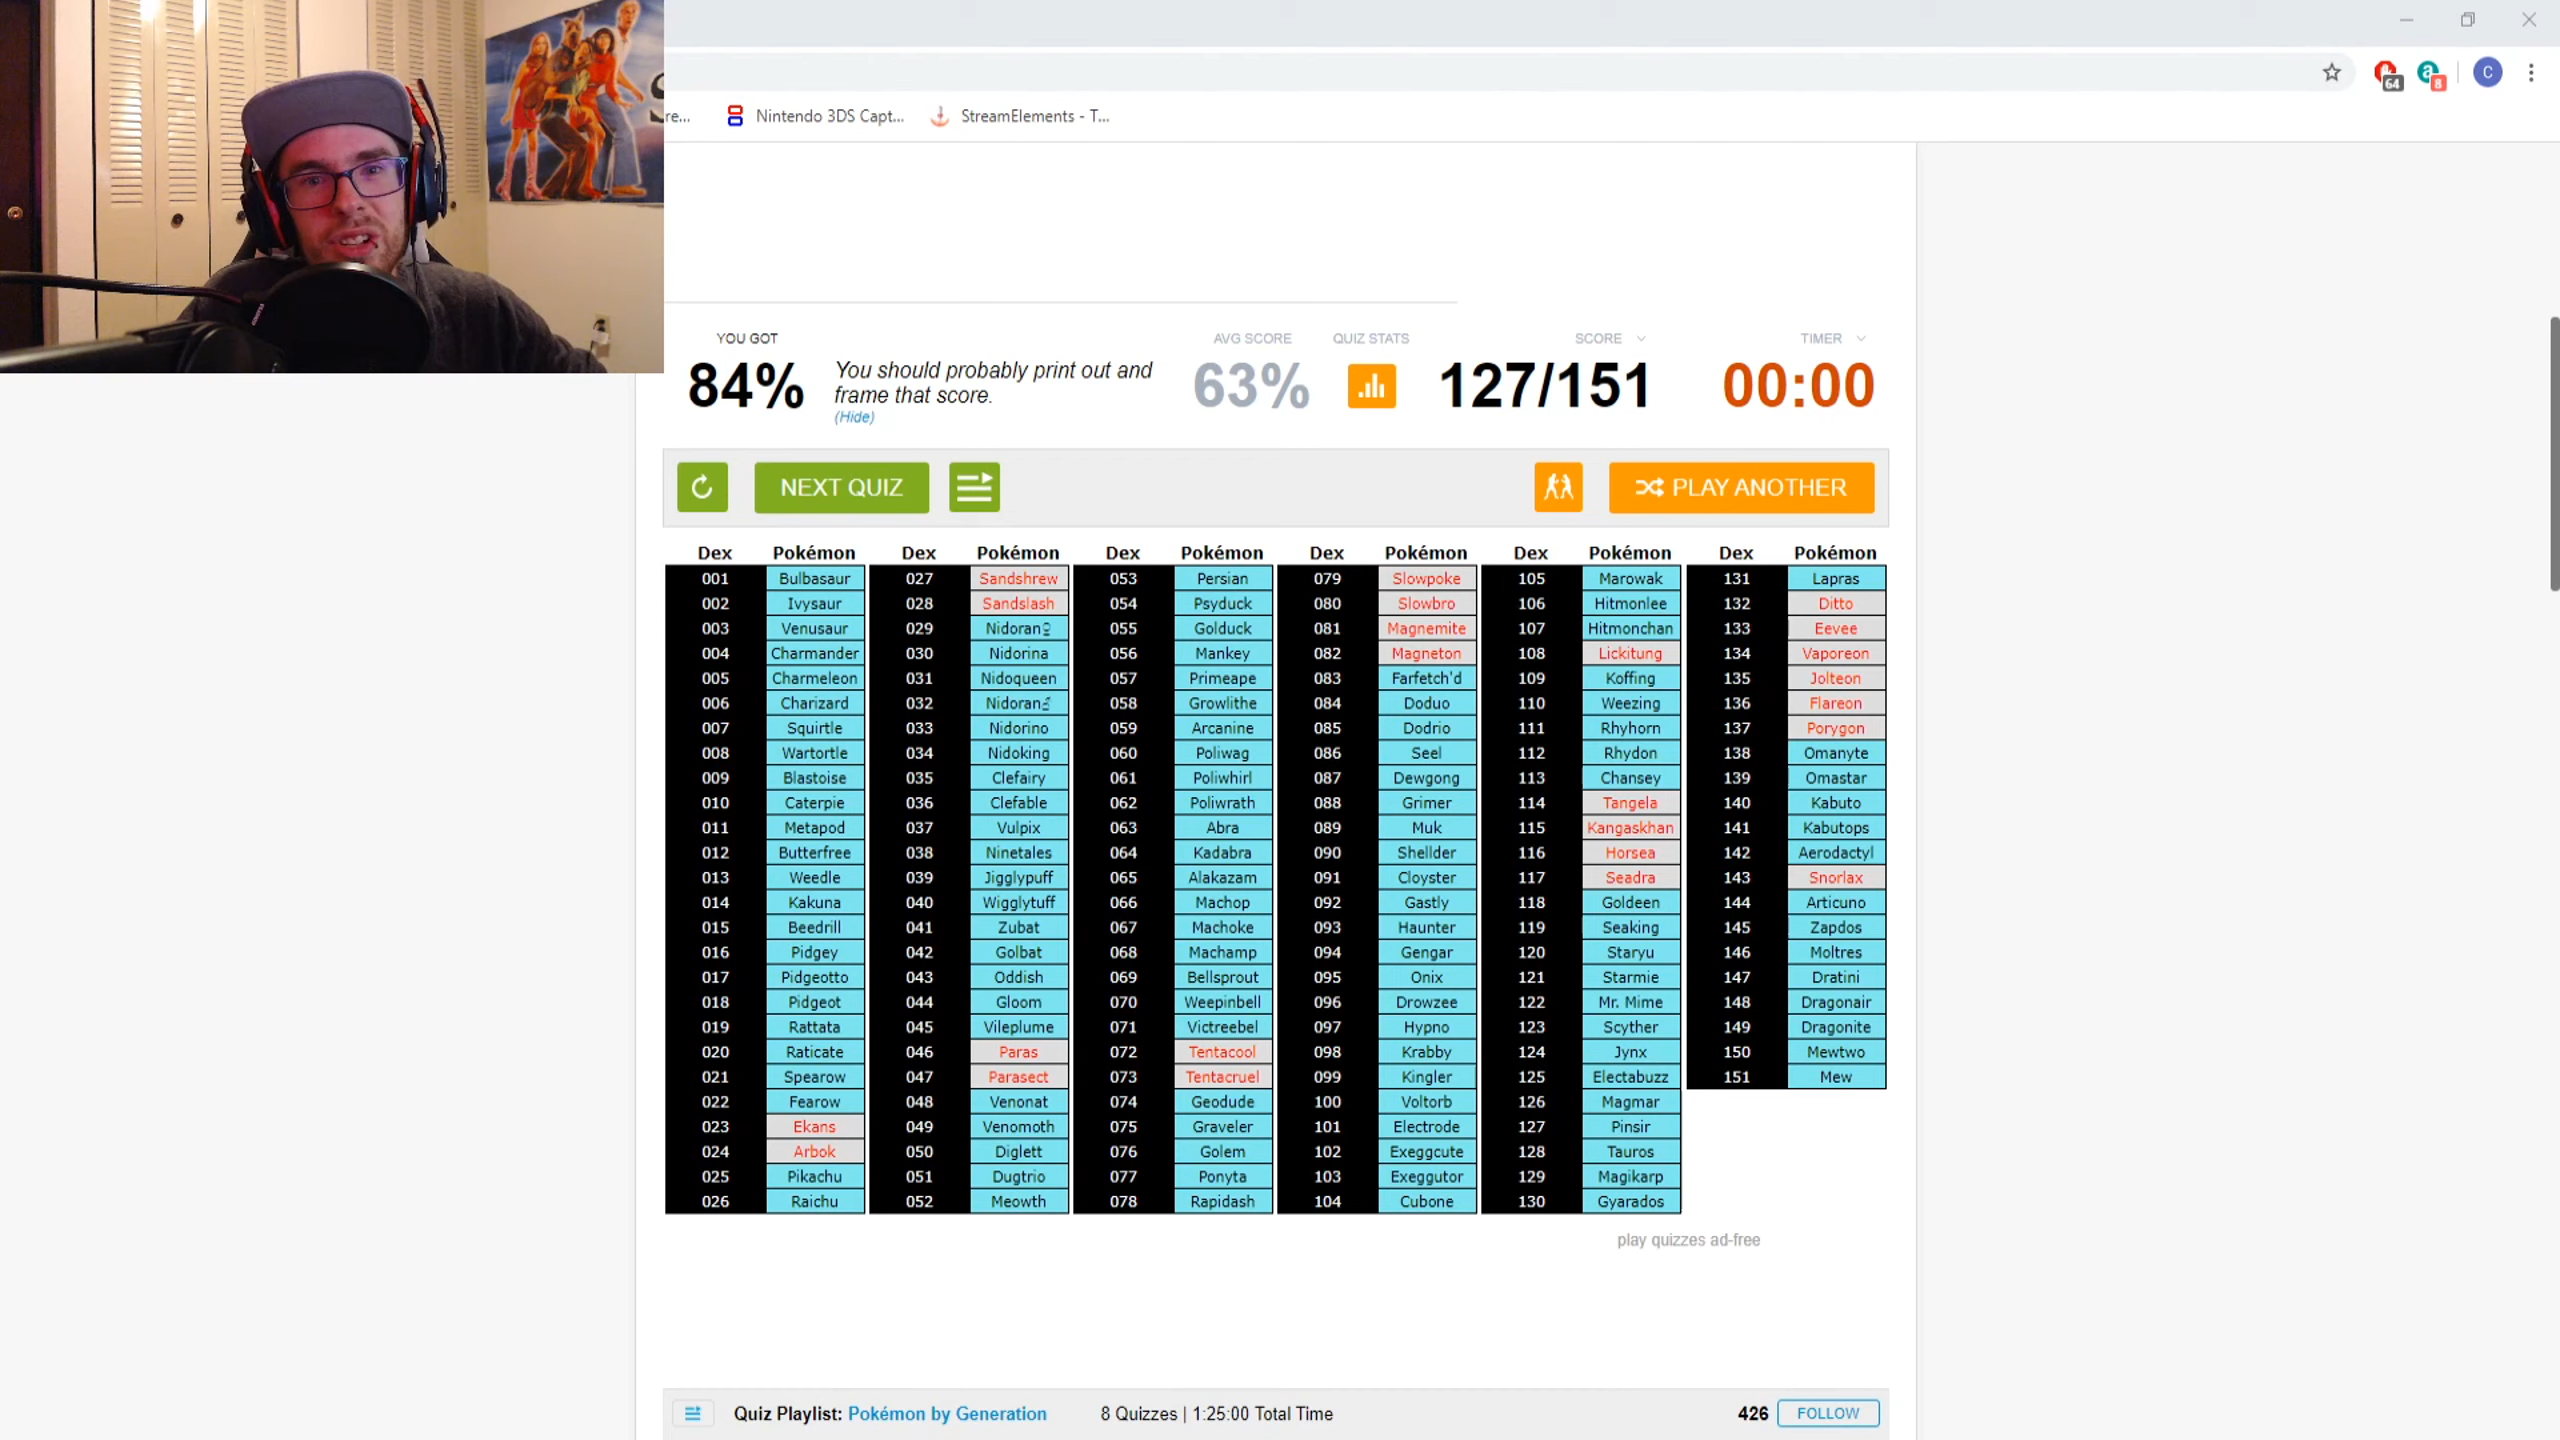 re...
Nintendo 3DS Capt...
StreamElements - T...
64
8
C
YOU GOT
84%
You should probably print out and
frame that score.
(Hide)
AVG SCORE
63%
QUIZ STATS
SCORE
127/151
TIMER
00:00
NEXT QUIZ
PLAY ANOTHER
Dex Pokémon Dex Pokémon Dex Pokémon Dex Pokémon Dex Pokémon Dex Pokémon
001 Bulbasaur 027 Sandshrew 053 Persian 079 Slowpoke 105 Marowak 131 Lapras
002 Ivysaur 028 Sandslash 054 Psyduck 080 Slowbro 106 Hitmonlee 132 Ditto
003 Venusaur 029 Nidoran♀ 055 Golduck 081 Magnemite 107 Hitmonchan 133 Eevee
004 Charmander 030 Nidorina 056 Mankey 082 Magneton 108 Lickitung 134 Vaporeon
005 Charmeleon 031 Nidoqueen 057 Primeape 083 Farfetch'd 109 Koffing 135 Jolteon
006 Charizard 032 Nidoran♂ 058 Growlithe 084 Doduo 110 Weezing 136 Flareon
007 Squirtle 033 Nidorino 059 Arcanine 085 Dodrio 111 Rhyhorn 137 Porygon
008 Wartortle 034 Nidoking 060 Poliwag 086 Seel 112 Rhydon 138 Omanyte
009 Blastoise 035 Clefairy 061 Poliwhirl 087 Dewgong 113 Chansey 139 Omastar
010 Caterpie 036 Clefable 062 Poliwrath 088 Grimer 114 Tangela 140 Kabuto
011 Metapod 037 Vulpix 063 Abra 089 Muk 115 Kangaskhan 141 Kabutops
012 Butterfree 038 Ninetales 064 Kadabra 090 Shellder 116 Horsea 142 Aerodactyl
013 Weedle 039 Jigglypuff 065 Alakazam 091 Cloyster 117 Seadra 143 Snorlax
014 Kakuna 040 Wigglytuff 066 Machop 092 Gastly 118 Goldeen 144 Articuno
015 Beedrill 041 Zubat 067 Machoke 093 Haunter 119 Seaking 145 Zapdos
016 Pidgey 042 Golbat 068 Machamp 094 Gengar 120 Staryu 146 Moltres
017 Pidgeotto 043 Oddish 069 Bellsprout 095 Onix 121 Starmie 147 Dratini
018 Pidgeot 044 Gloom 070 Weepinbell 096 Drowzee 122 Mr. Mime 148 Dragonair
019 Rattata 045 Vileplume 071 Victreebel 097 Hypno 123 Scyther 149 Dragonite
020 Raticate 046 Paras 072 Tentacool 098 Krabby 124 Jynx 150 Mewtwo
021 Spearow 047 Parasect 073 Tentacruel 099 Kingler 125 Electabuzz 151 Mew
022 Fearow 048 Venonat 074 Geodude 100 Voltorb 126 Magmar
023 Ekans 049 Venomoth 075 Graveler 101 Electrode 127 Pinsir
024 Arbok 050 Diglett 076 Golem 102 Exeggcute 128 Tauros
025 Pikachu 051 Dugtrio 077 Ponyta 103 Exeggutor 129 Magikarp
026 Raichu 052 Meowth 078 Rapidash 104 Cubone 130 Gyarados
play quizzes ad-free
Quiz Playlist: Pokémon by Generation 8 Quizzes | 1:25:00 Total Time 426 FOLLOW